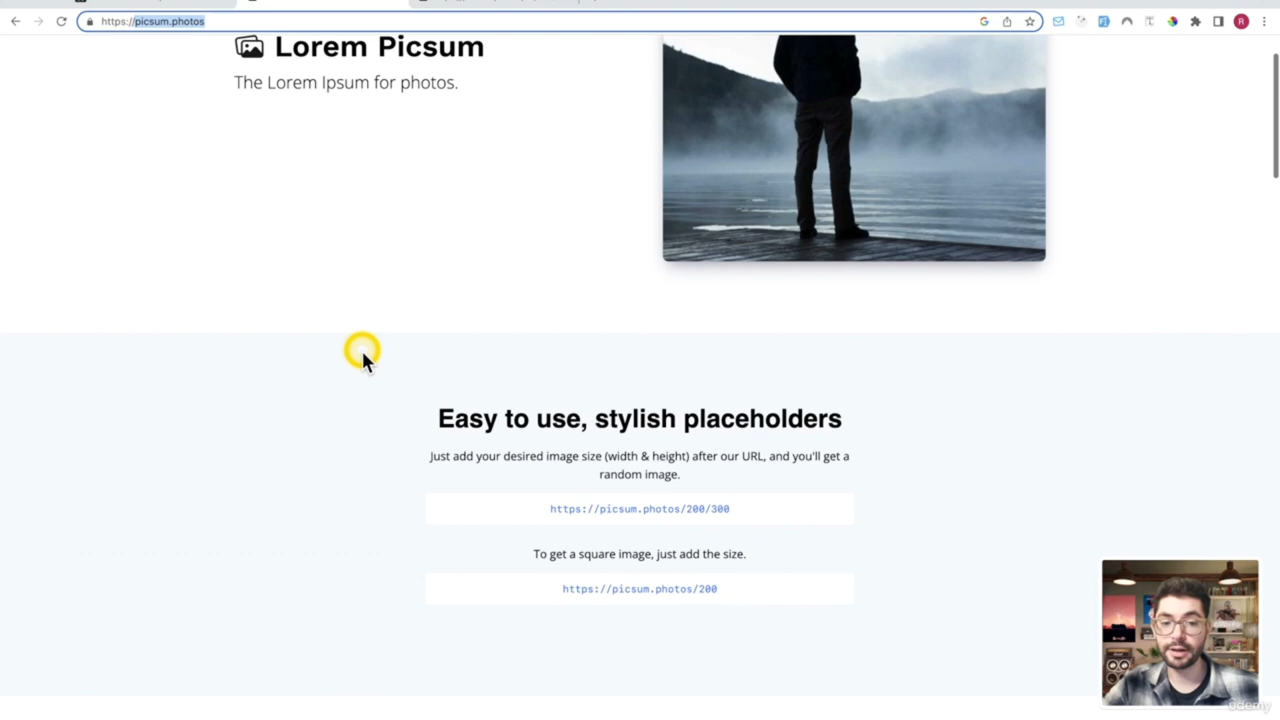 https://picsum.photos
R
Lorem Picsum
The Lorem Ipsum for photos.
Easy to use, stylish placeholders
Just add your desired image size (width & height) after our URL, and you'll get a
random image.
https://picsum.photos/200/300
To get a square image, just add the size.
https://picsum.photos/200
ûdemy